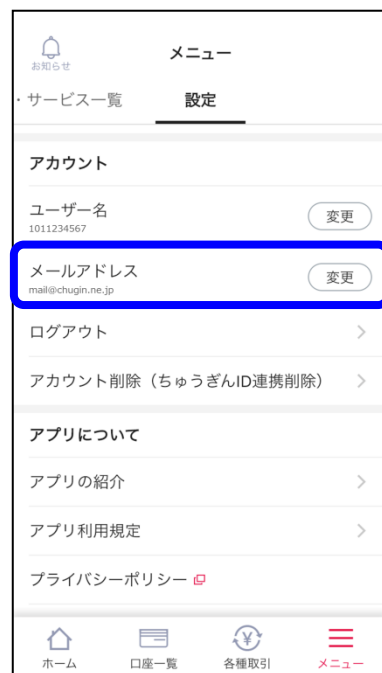 メニュー
お知らせ
・サービス一覧
設定
アカウント
ユーザー名
変更
1011234567
メールアドレス
変更
mail@chugin.ne.jp
ログアウト
アカウント削除（ちゅうぎんID連携削除）
アプリについて
アプリの紹介
アプリ利用規定
プライバシーポリシー
ホーム
口座一覧
各種取引
メニュー